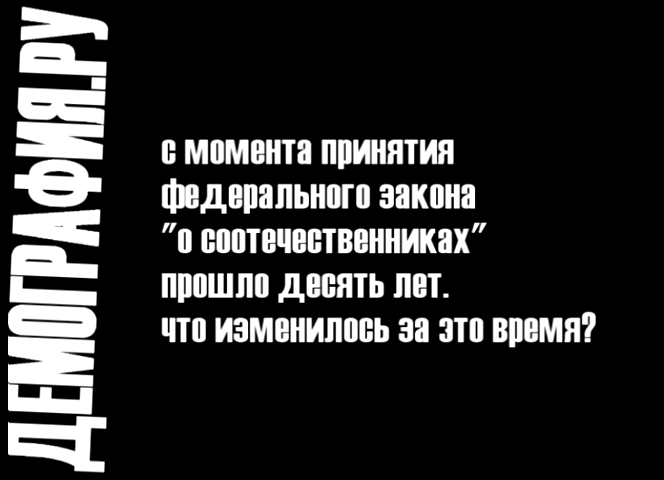 ДЕМОГРАФИЯ.РУ
с момента принятия
федерального закона
"о соотечественниках"
прошло десять лет.
что изменилось за это время?